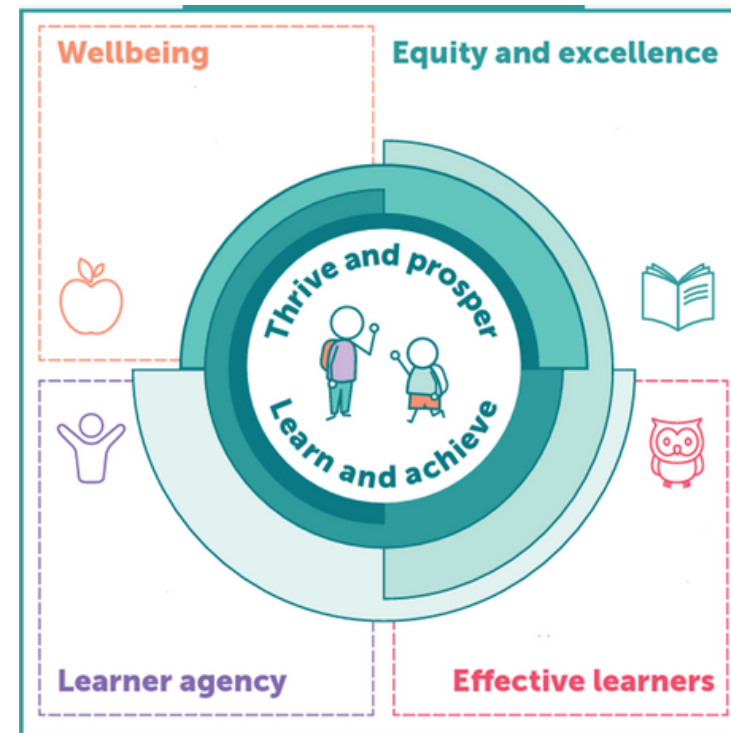 Wellbeing
Equity and excellence
Thrive and prosper
Learn and achieve
Learner agency
Effective learners